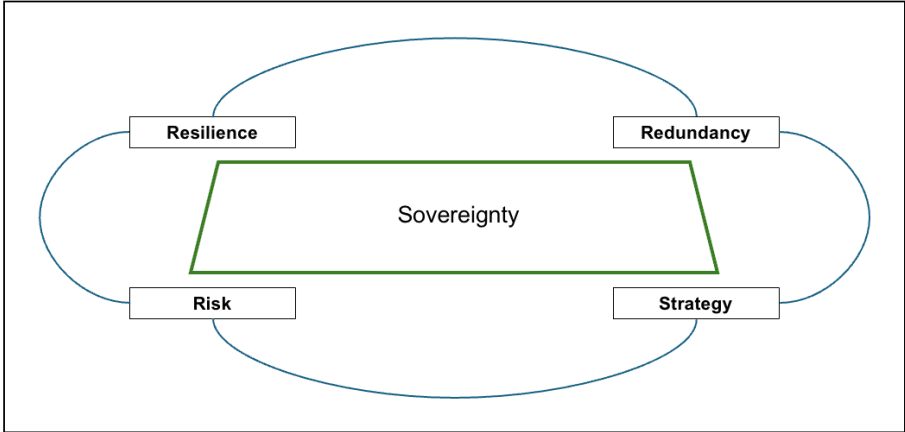 Resilience
Redundancy
Sovereignty
Risk
Strategy